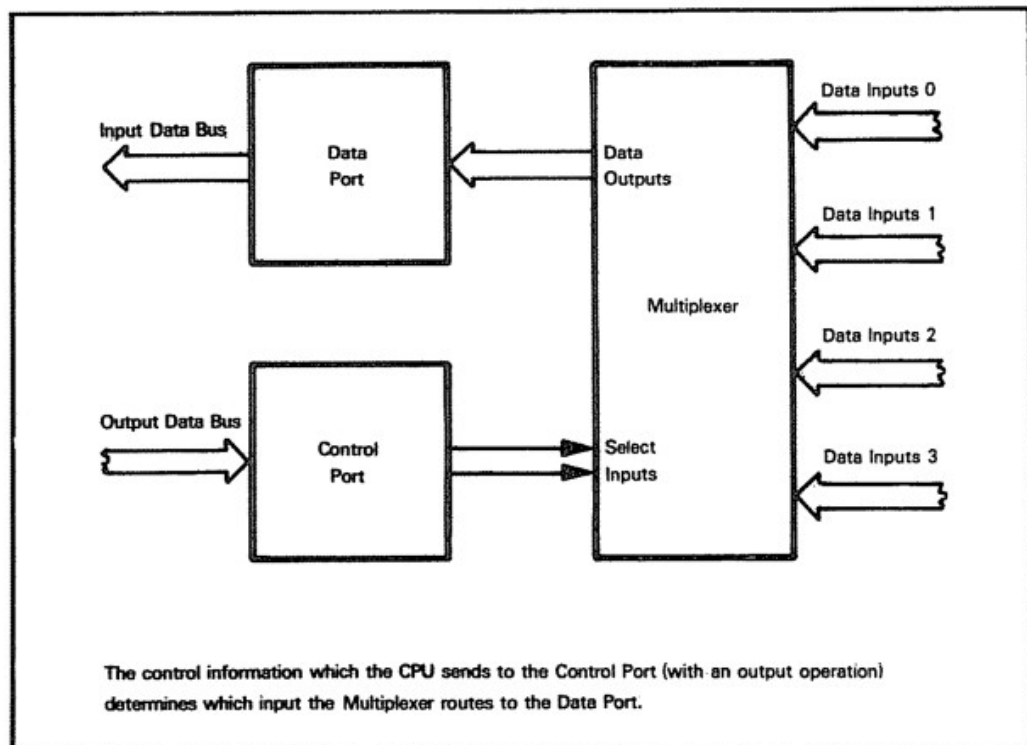 Data Inputs 0
Input Data Bus
Data
Port
Data
Outputs
Data Inputs 1
Multiplexer
Data Inputs 2
Output Data Bus
Control
Port
Select
Inputs
Data Inputs 3
The control information which the CPU sends to the Control Port (with an output operation)
determines which input the Multiplexer routes to the Data Port.